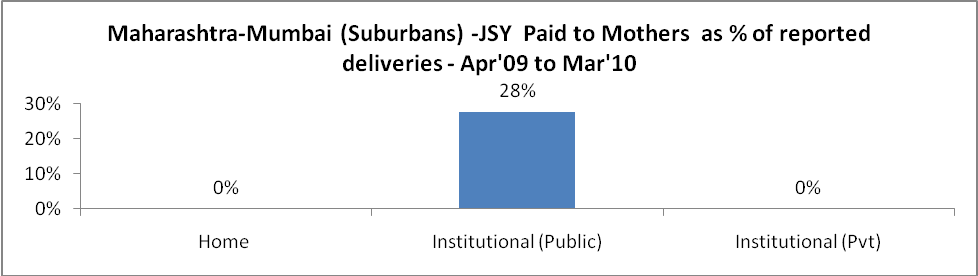 Maharashtra-Mumbai (Suburbans) -JSY Paid to Mothers as % of reported
deliveries - Apr'09 to Mar'10
28%
30%
20%
10%
0%
0%
0%
Home
Institutional (Public)
Institutional (Pvt)